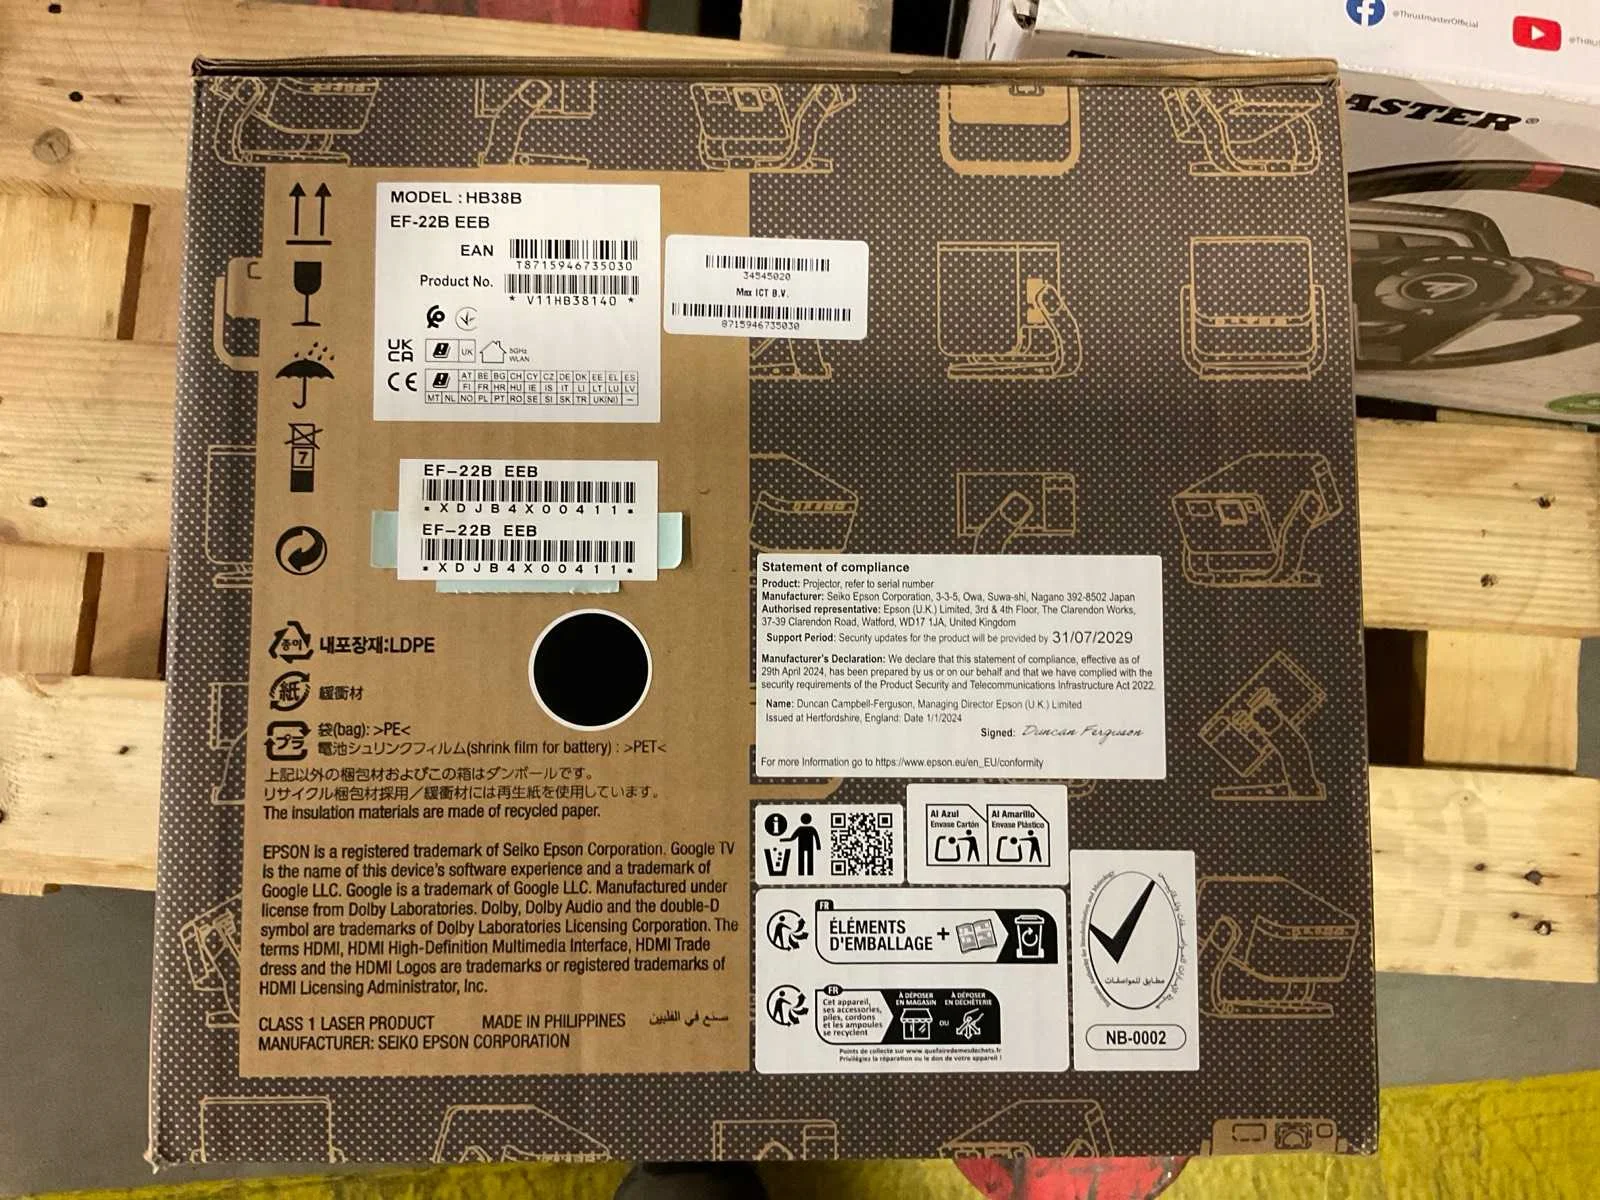 @ThrustmasterOfficial
ASTER®
MODEL : HB38B
EF-22B EEB
EAN
T8715946735030
Product No.
* V11HB38140 *
UK
CA
UK
5GHz
WLAN
CE
AT BE BG CH CY CZ DE DK EE EL ES
FI FR HR HU IE IS IT LI LT LU LV
MT NL NO PL PT RO SE SI SK TR UK(NI) –
34545020
Max ICT B.V.
8715946735030
7
EF-22B EEB
* XDJB4X00411 *
EF-22B EEB
* XDJB4X00411 *
종이 내포장재:LDPE
紙 緩衝材
プラ 袋(bag): >PE<
電池シュリンクフィルム(shrink film for battery) : >PET<
上記以外の梱包材およびこの箱はダンボールです。
リサイクル梱包材採用／緩衝材には再生紙を使用しています。
The insulation materials are made of recycled paper.
EPSON is a registered trademark of Seiko Epson Corporation. Google TV
is the name of this device's software experience and a trademark of
Google LLC. Google is a trademark of Google LLC. Manufactured under
license from Dolby Laboratories. Dolby, Dolby Audio and the double-D
symbol are trademarks of Dolby Laboratories Licensing Corporation. The
terms HDMI, HDMI High-Definition Multimedia Interface, HDMI Trade
dress and the HDMI Logos are trademarks or registered trademarks of
HDMI Licensing Administrator, Inc.
CLASS 1 LASER PRODUCT MADE IN PHILIPPINES صنع في الفلبين
MANUFACTURER: SEIKO EPSON CORPORATION
Statement of compliance
Product: Projector, refer to serial number
Manufacturer: Seiko Epson Corporation, 3-3-5, Owa, Suwa-shi, Nagano 392-8502 Japan
Authorised representative: Epson (U.K.) Limited, 3rd & 4th Floor, The Clarendon Works,
37-39 Clarendon Road, Watford, WD17 1JA, United Kingdom
Support Period: Security updates for the product will be provided by 31/07/2029
Manufacturer's Declaration: We declare that this statement of compliance, effective as of
29th April 2024, has been prepared by us or on our behalf and that we have complied with the
security requirements of the Product Security and Telecommunications Infrastructure Act 2022.
Name: Duncan Campbell-Ferguson, Managing Director Epson (U.K.) Limited
Issued at Hertfordshire, England: Date 1/1/2024
Signed: Duncan Ferguson
For more Information go to https://www.epson.eu/en_EU/conformity
Al Azul
Envase Cartón
Al Amarillo
Envase Plástico
FR
ÉLÉMENTS
D'EMBALLAGE +
FR
Cet appareil,
ses accessoires,
piles, cordons
et les ampoules
se recyclent
À DÉPOSER
EN MAGASIN
OU
À DÉPOSER
EN DÉCHÈTERIE
Points de collecte sur www.quefairedemesdechets.fr
Privilégiez la réparation ou le don de votre appareil !
مطابق للمواصفات
NB-0002